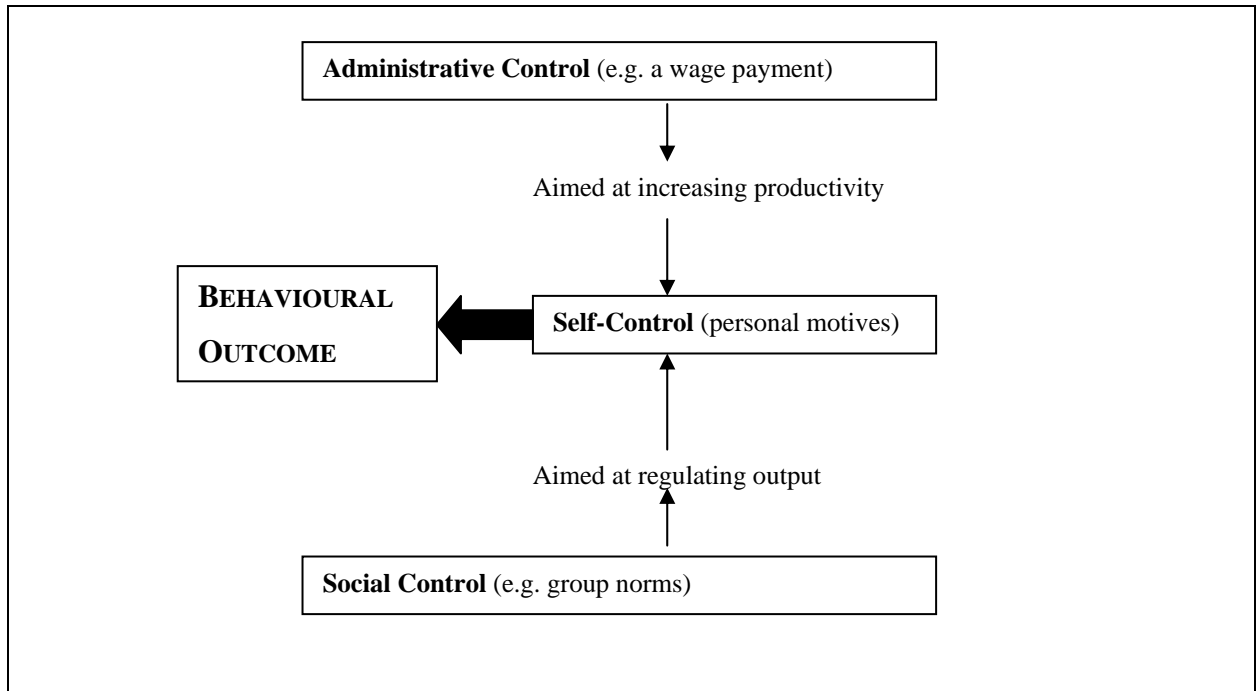 Administrative Control (e.g. a wage payment)
Aimed at increasing productivity
BEHAVIOURAL
OUTCOME
Self-Control (personal motives)
Aimed at regulating output
Social Control (e.g. group norms)